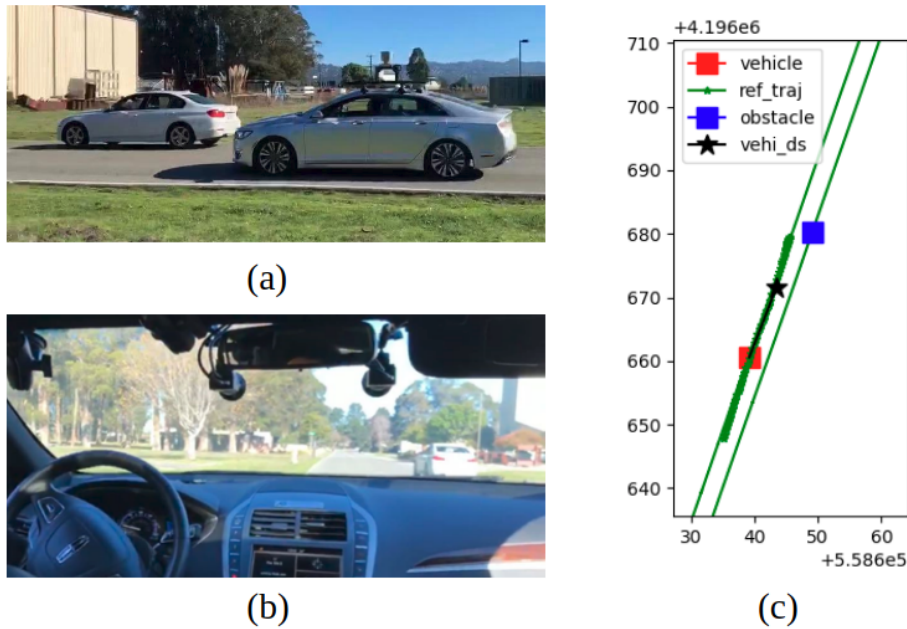 (a)
(b)
+4.196e6
710
700
690
680
670
660
650
640
vehicle
ref_traj
obstacle
vehi_ds
30
40
50
60
+5.586e5
(c)